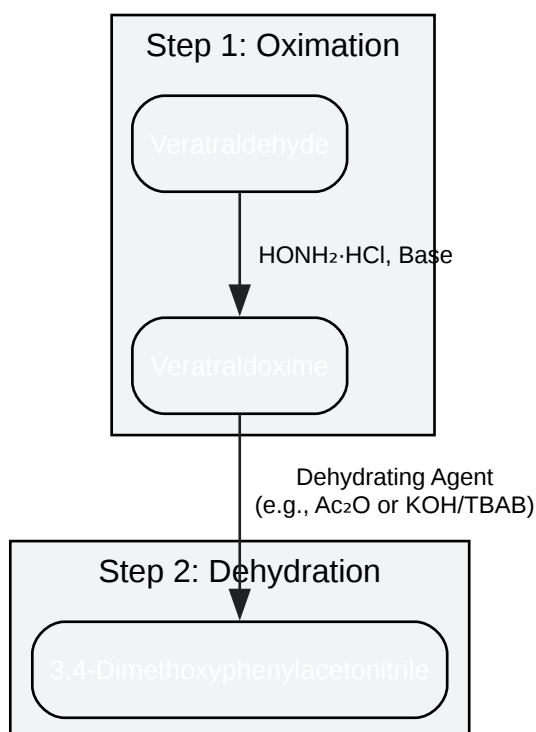 Step 1: Oximation
Veratraldehyde
HONH₂·HCl, Base
Veratraldoxime
Dehydrating Agent
(e.g., Ac₂O or KOH/TBAB)
Step 2: Dehydration
3,4-Dimethoxyphenylacetonitrile